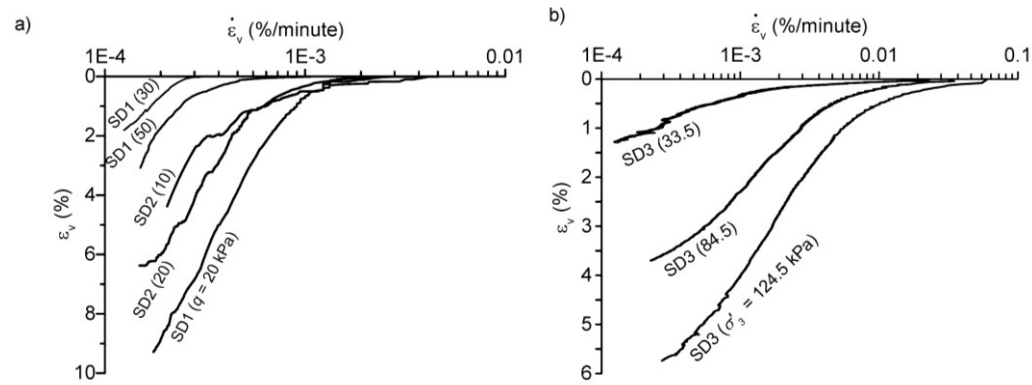 a)
ε̇ᵥ (%/minute)
1E-4 1E-3 0.01
0
2
4
6
8
10
εᵥ (%)
SD1 (30)
SD1 (50)
SD2 (10)
SD2 (20)
SD1 (q = 20 kPa)
b)
ε̇ᵥ (%/minute)
1E-4 1E-3 0.01 0.1
0
1
2
3
4
5
6
εᵥ (%)
SD3 (33.5)
SD3 (84.5)
SD3 (σ'₃ = 124.5 kPa)